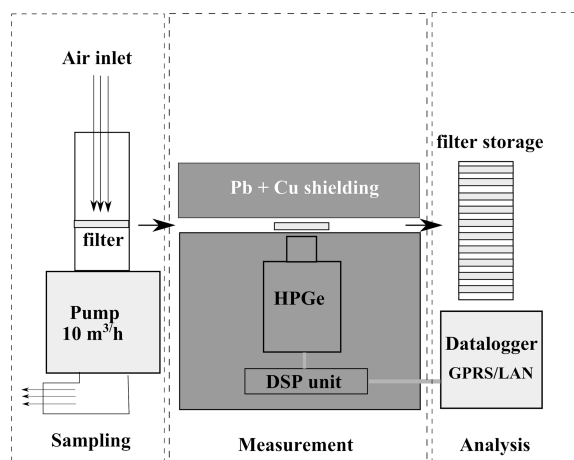 Air inlet
filter
Pump
10 m³/h
Sampling
Pb + Cu shielding
HPGe
DSP unit
Measurement
filter storage
Datalogger
GPRS/LAN
Analysis